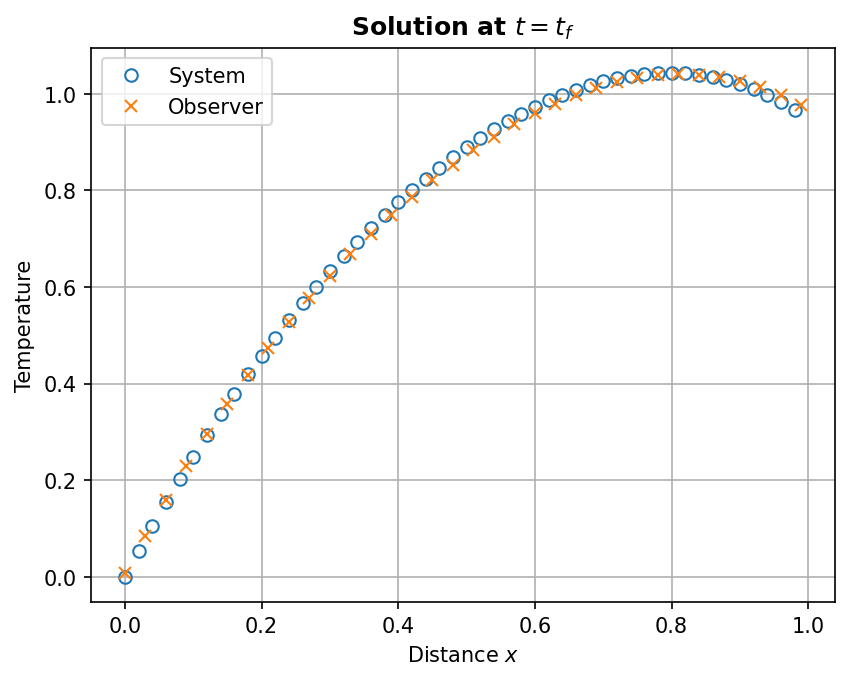 Solution at t = t_f
System
Observer
Temperature
1.0
0.8
0.6
0.4
0.2
0.0
0.0 0.2 0.4 0.6 0.8 1.0
Distance x